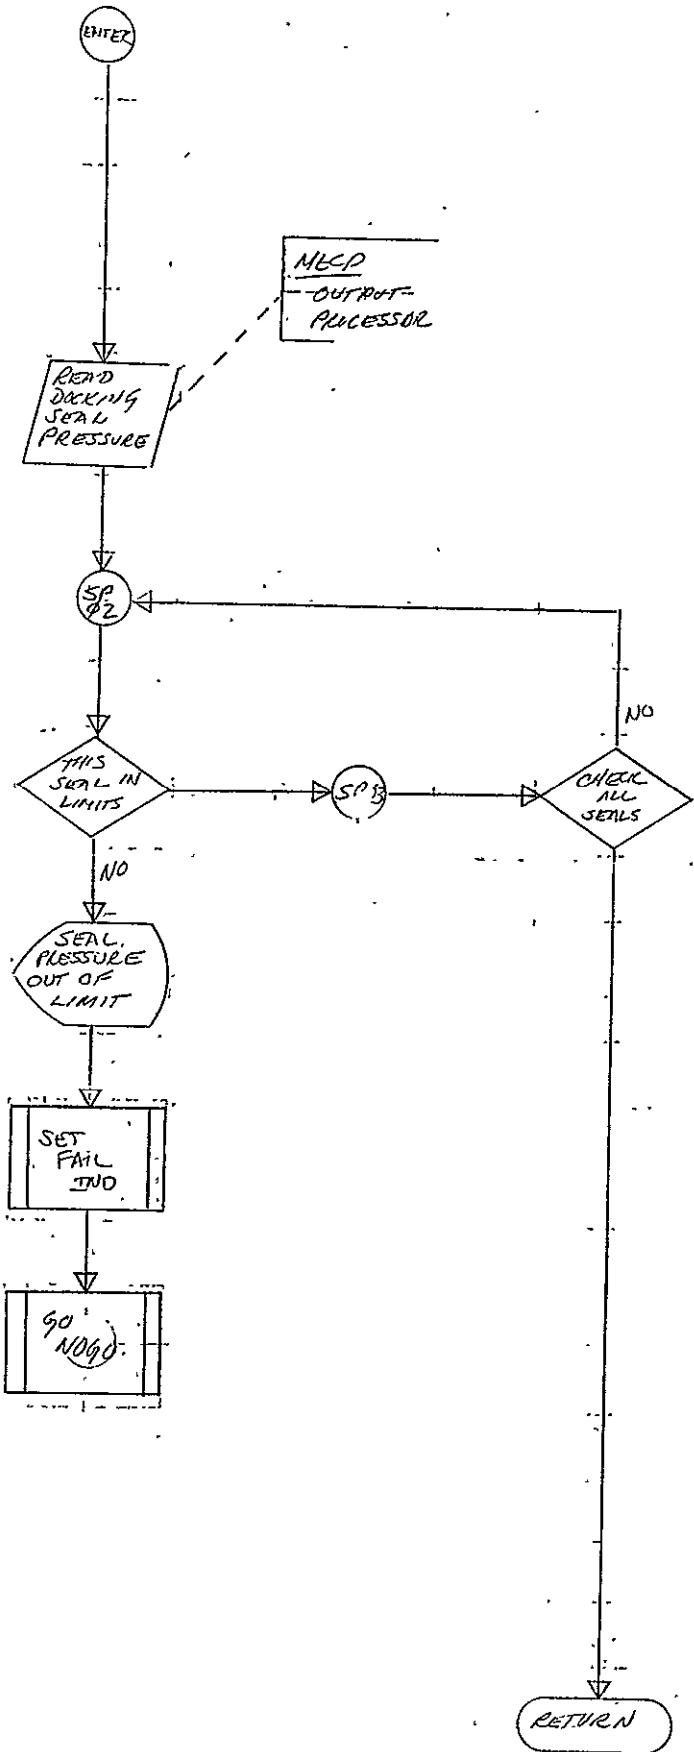 ENTER
MECP
OUTPUT
PROCESSOR
READ
DOCKING
SEAL
PRESSURE
SP
02
NO
THIS
SEAL IN
LIMITS
CHECK
ALL
SEALS
NO
SEAL
PRESSURE
OUT OF
LIMIT
SET
FAIL
IND
GO
NOGO
RETURN